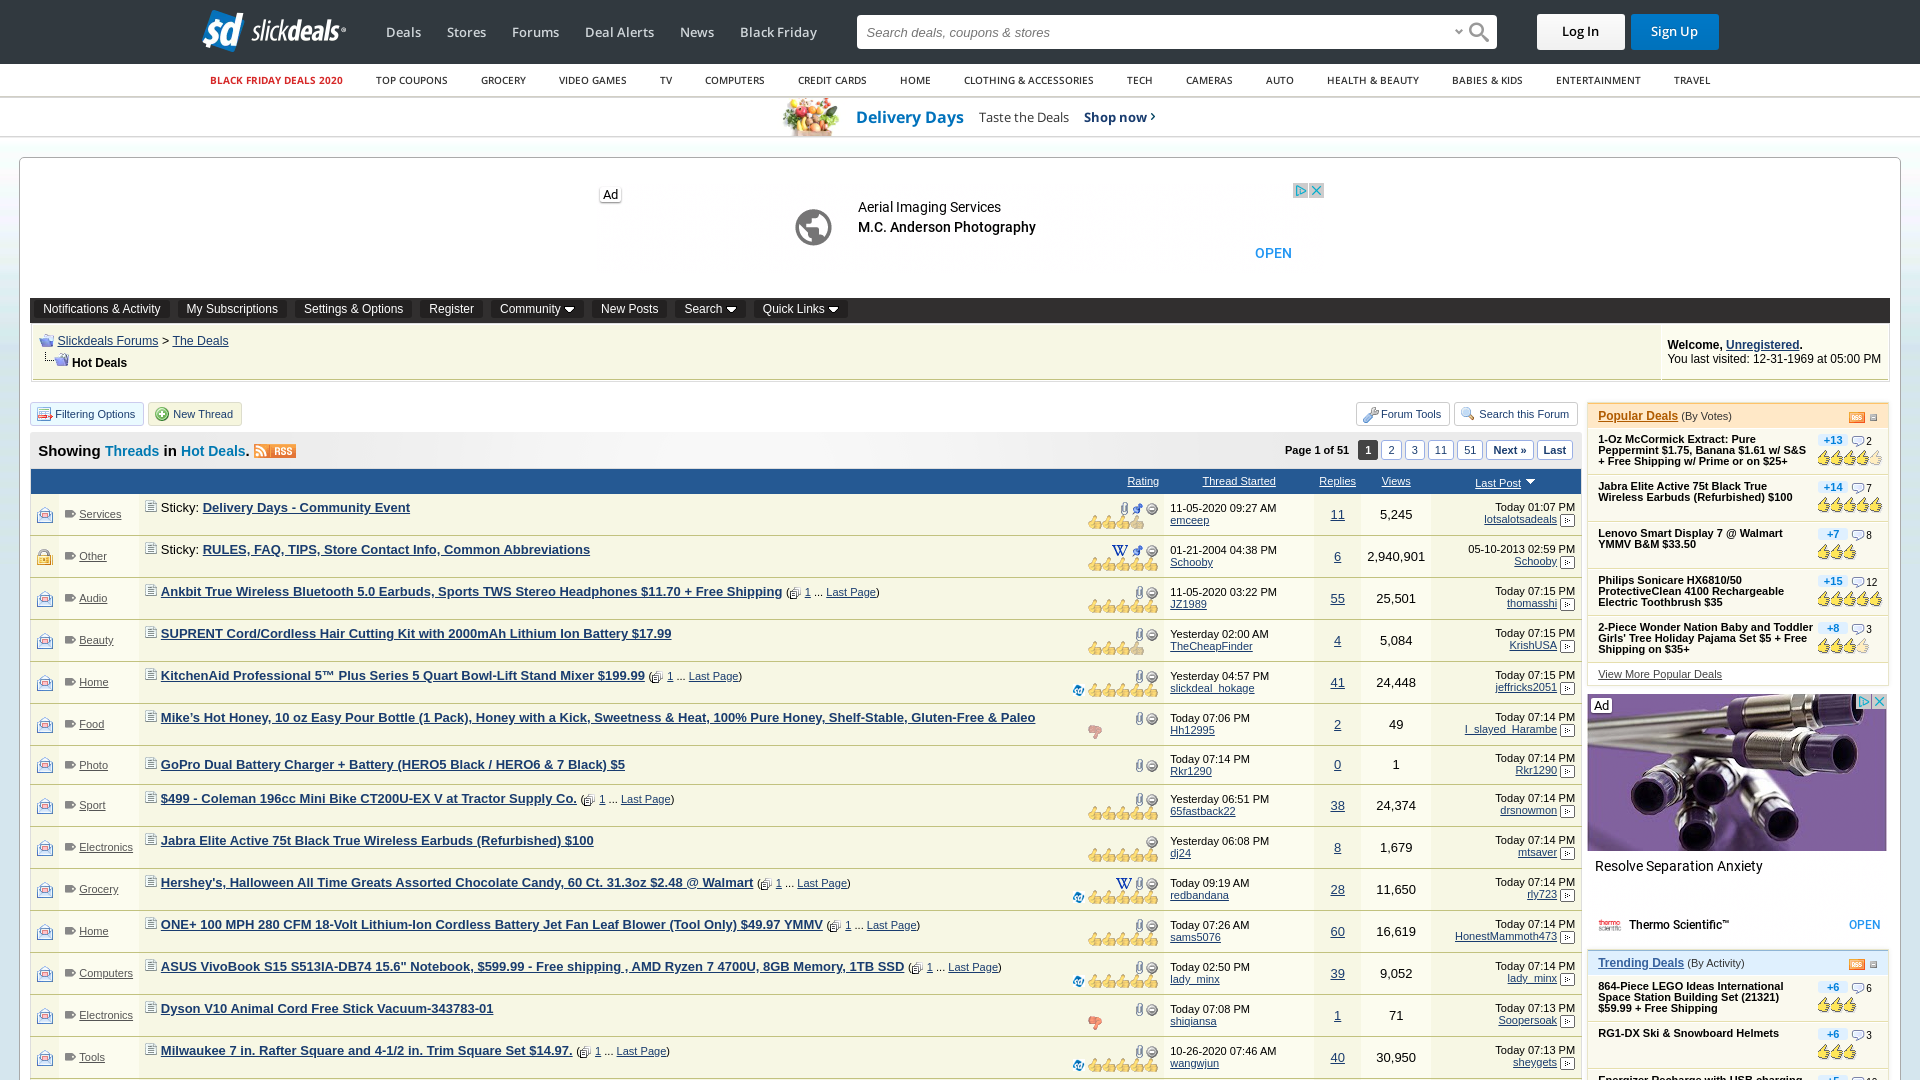 slickdeals
Deals Stores Forums Deal Alerts News Black Friday
Search deals, coupons & stores
Log In Sign Up
BLACK FRIDAY DEALS 2020 TOP COUPONS GROCERY VIDEO GAMES TV COMPUTERS CREDIT CARDS HOME CLOTHING & ACCESSORIES TECH CAMERAS AUTO HEALTH & BEAUTY BABIES & KIDS ENTERTAINMENT TRAVEL
Delivery Days Taste the Deals Shop now
Ad
Aerial Imaging Services
M.C. Anderson Photography
OPEN
Notifications & Activity My Subscriptions Settings & Options Register Community New Posts Search Quick Links
Slickdeals Forums > The Deals
Hot Deals
Welcome, Unregistered.
You last visited: 12-31-1969 at 05:00 PM
Filtering Options New Thread Forum Tools Search this Forum
Showing Threads in Hot Deals. RSS
Page 1 of 51 1 2 3 11 51 Next » Last
Rating Thread Started Replies Views Last Post
Services Sticky: Delivery Days - Community Event 11-05-2020 09:27 AM emceep 11 5,245 Today 01:07 PM lotsalotsadeals
Other Sticky: RULES, FAQ, TIPS, Store Contact Info, Common Abbreviations 01-21-2004 04:38 PM Schooby 6 2,940,901 05-10-2013 02:59 PM Schooby
Audio Ankbit True Wireless Bluetooth 5.0 Earbuds, Sports TWS Stereo Headphones $11.70 + Free Shipping ( 1 ... Last Page) 11-05-2020 03:22 PM JZ1989 55 25,501 Today 07:15 PM thomasshi
Beauty SUPRENT Cord/Cordless Hair Cutting Kit with 2000mAh Lithium Ion Battery $17.99 Yesterday 02:00 AM TheCheapFinder 4 5,084 Today 07:15 PM KrishUSA
Home KitchenAid Professional 5™ Plus Series 5 Quart Bowl-Lift Stand Mixer $199.99 ( 1 ... Last Page) Yesterday 04:57 PM slickdeal_hokage 41 24,448 Today 07:15 PM jeffricks2051
Food Mike’s Hot Honey, 10 oz Easy Pour Bottle (1 Pack), Honey with a Kick, Sweetness & Heat, 100% Pure Honey, Shelf-Stable, Gluten-Free & Paleo Today 07:06 PM Hh12995 2 49 Today 07:14 PM I_slayed_Harambe
Photo GoPro Dual Battery Charger + Battery (HERO5 Black / HERO6 & 7 Black) $5 Today 07:14 PM Rkr1290 0 1 Today 07:14 PM Rkr1290
Sport $499 - Coleman 196cc Mini Bike CT200U-EX V at Tractor Supply Co. ( 1 ... Last Page) Yesterday 06:51 PM 65fastback22 38 24,374 Today 07:14 PM drsnowmon
Electronics Jabra Elite Active 75t Black True Wireless Earbuds (Refurbished) $100 Yesterday 06:08 PM dj24 8 1,679 Today 07:14 PM mtsaver
Grocery Hershey's, Halloween All Time Greats Assorted Chocolate Candy, 60 Ct. 31.3oz $2.48 @ Walmart ( 1 ... Last Page) Today 09:19 AM redbandana 28 11,650 Today 07:14 PM rly723
Home ONE+ 100 MPH 280 CFM 18-Volt Lithium-Ion Cordless Battery Jet Fan Leaf Blower (Tool Only) $49.97 YMMV ( 1 ... Last Page) Today 07:26 AM sams5076 60 16,619 Today 07:14 PM HonestMammoth473
Computers ASUS VivoBook S15 S513IA-DB74 15.6" Notebook, $599.99 - Free shipping , AMD Ryzen 7 4700U, 8GB Memory, 1TB SSD ( 1 ... Last Page) Today 02:50 PM lady_minx 39 9,052 Today 07:14 PM lady_minx
Electronics Dyson V10 Animal Cord Free Stick Vacuum-343783-01 Today 07:08 PM shiqiansa 1 71 Today 07:13 PM Soopersoak
Tools Milwaukee 7 in. Rafter Square and 4-1/2 in. Trim Square Set $14.97. ( 1 ... Last Page) 10-26-2020 07:46 AM wangwjun 40 30,950 Today 07:13 PM sheygets
Popular Deals (By Votes) RSS
1-Oz McCormick Extract: Pure +13 2
Peppermint $1.75, Banana $1.61 w/ S&S
+ Free Shipping w/ Prime or on $25+
Jabra Elite Active 75t Black True +14 7
Wireless Earbuds (Refurbished) $100
Lenovo Smart Display 7 @ Walmart +7 8
YMMV B&M $33.50
Philips Sonicare HX6810/50 +15 12
ProtectiveClean 4100 Rechargeable
Electric Toothbrush $35
2-Piece Wonder Nation Baby and Toddler +8 3
Girls' Tree Holiday Pajama Set $5 + Free
Shipping on $35+
View More Popular Deals
Ad
Resolve Separation Anxiety
thermo scientific Thermo Scientific™ OPEN
Trending Deals (By Activity) RSS
864-Piece LEGO Ideas International +6 6
Space Station Building Set (21321)
$59.99 + Free Shipping
RG1-DX Ski & Snowboard Helmets +6 3
Energizer Recharge with USB charging +5